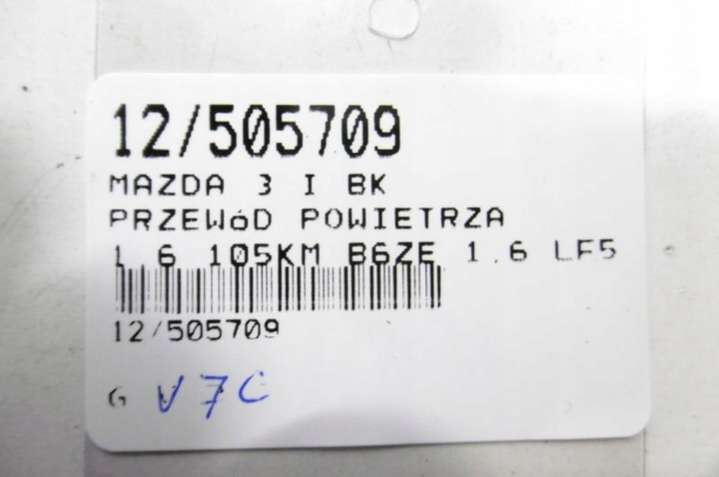 12/505709
MAZDA 3 I BK
PRZEWóD POWIETRZA
1.6 105KM B6ZE 1.6 LF5
12/505709
G V7C